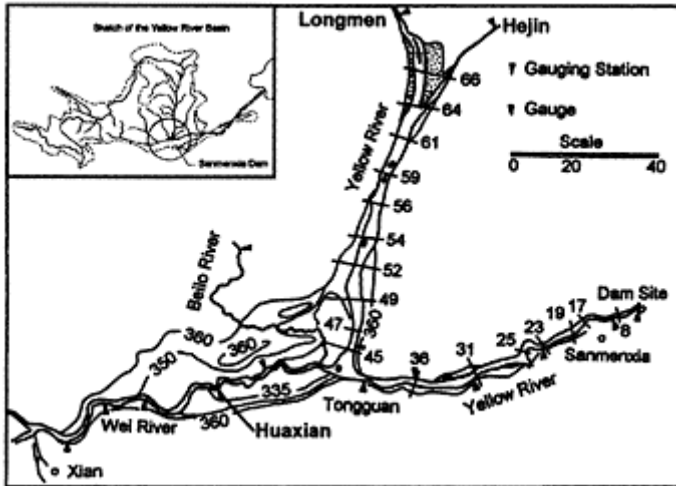 Sketch of the Yellow River Basin
Sanmenxia Dam
Longmen
Hejin
Gauging Station
Gauge
Scale
0 20 40
66
64
61
59
56
54
52
49
47
45
Yellow River
Beilo River
360
350
360
360
335
360
36
31
25
23
19
17
8
Dam Site
Sanmenxia
Yellow River
Tongguan
Wei River
Huaxian
Xian